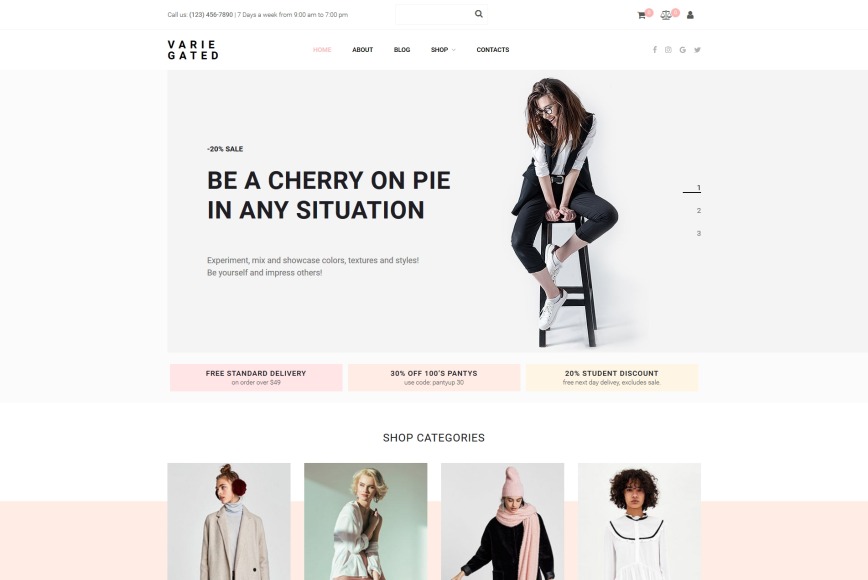 Call us: (123) 456-7890 | 7 Days a week from 9:00 am to 7:00 pm
VARIE
GATED
HOME ABOUT BLOG SHOP CONTACTS
-20% SALE
BE A CHERRY ON PIE
IN ANY SITUATION
Experiment, mix and showcase colors, textures and styles!
Be yourself and impress others!
1
2
3
FREE STANDARD DELIVERY
on order over $49
30% OFF 100'S PANTYS
use code: pantyup 30
20% STUDENT DISCOUNT
free next day delivey, excludes sale.
SHOP CATEGORIES